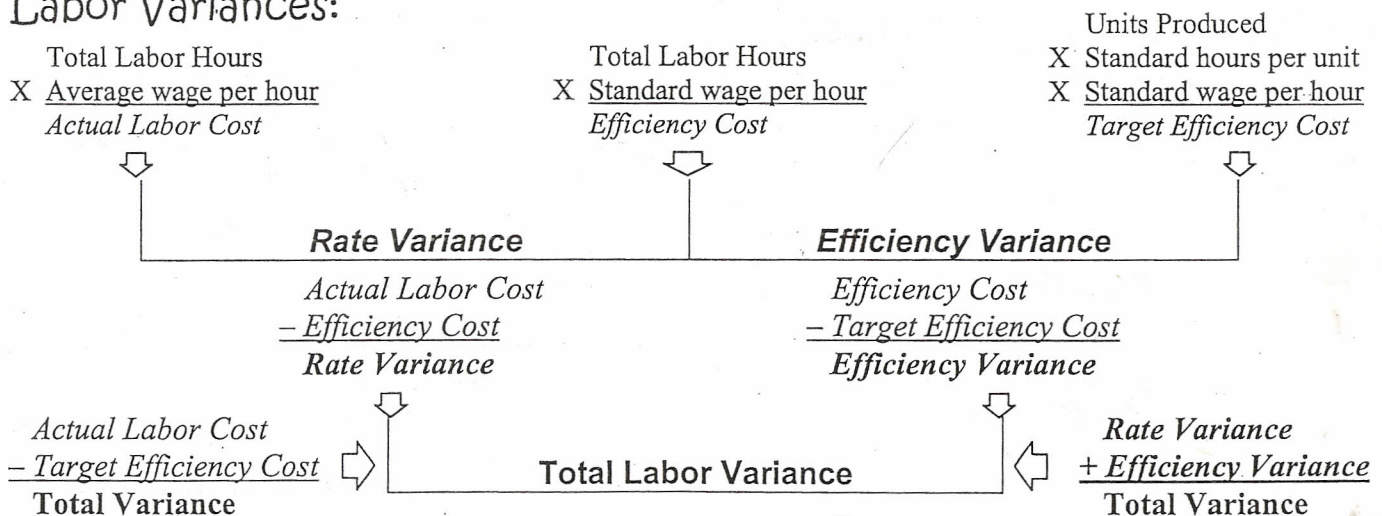 Labor Variances:
Total Labor Hours
X Average wage per hour
Actual Labor Cost
Total Labor Hours
X Standard wage per hour
Efficiency Cost
Units Produced
X Standard hours per unit
X Standard wage per hour
Target Efficiency Cost
Rate Variance
Efficiency Variance
Actual Labor Cost
– Efficiency Cost
Rate Variance
Efficiency Cost
– Target Efficiency Cost
Efficiency Variance
Actual Labor Cost
– Target Efficiency Cost
Total Variance
Total Labor Variance
Rate Variance
+ Efficiency Variance
Total Variance